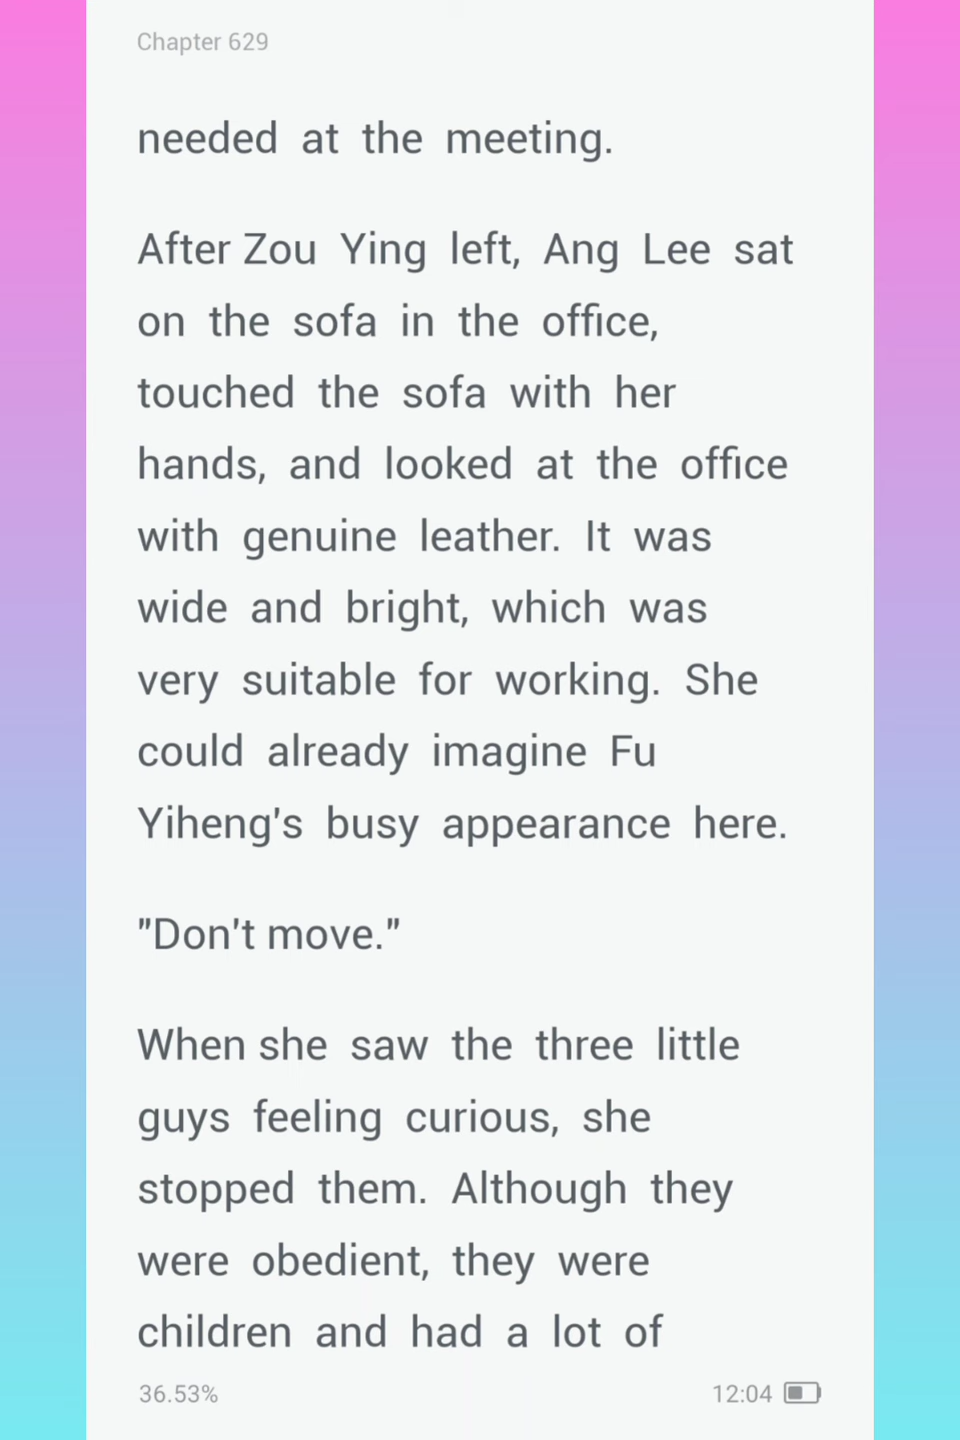 Chapter 629
needed at the meeting.
After Zou Ying left, Ang Lee sat
on the sofa in the office,
touched the sofa with her
hands, and looked at the office
with genuine leather. It was
wide and bright, which was
very suitable for working. She
could already imagine Fu
Yiheng's busy appearance here.
"Don't move."
When she saw the three little
guys feeling curious, she
stopped them. Although they
were obedient, they were
children and had a lot of
36.53%
12:04